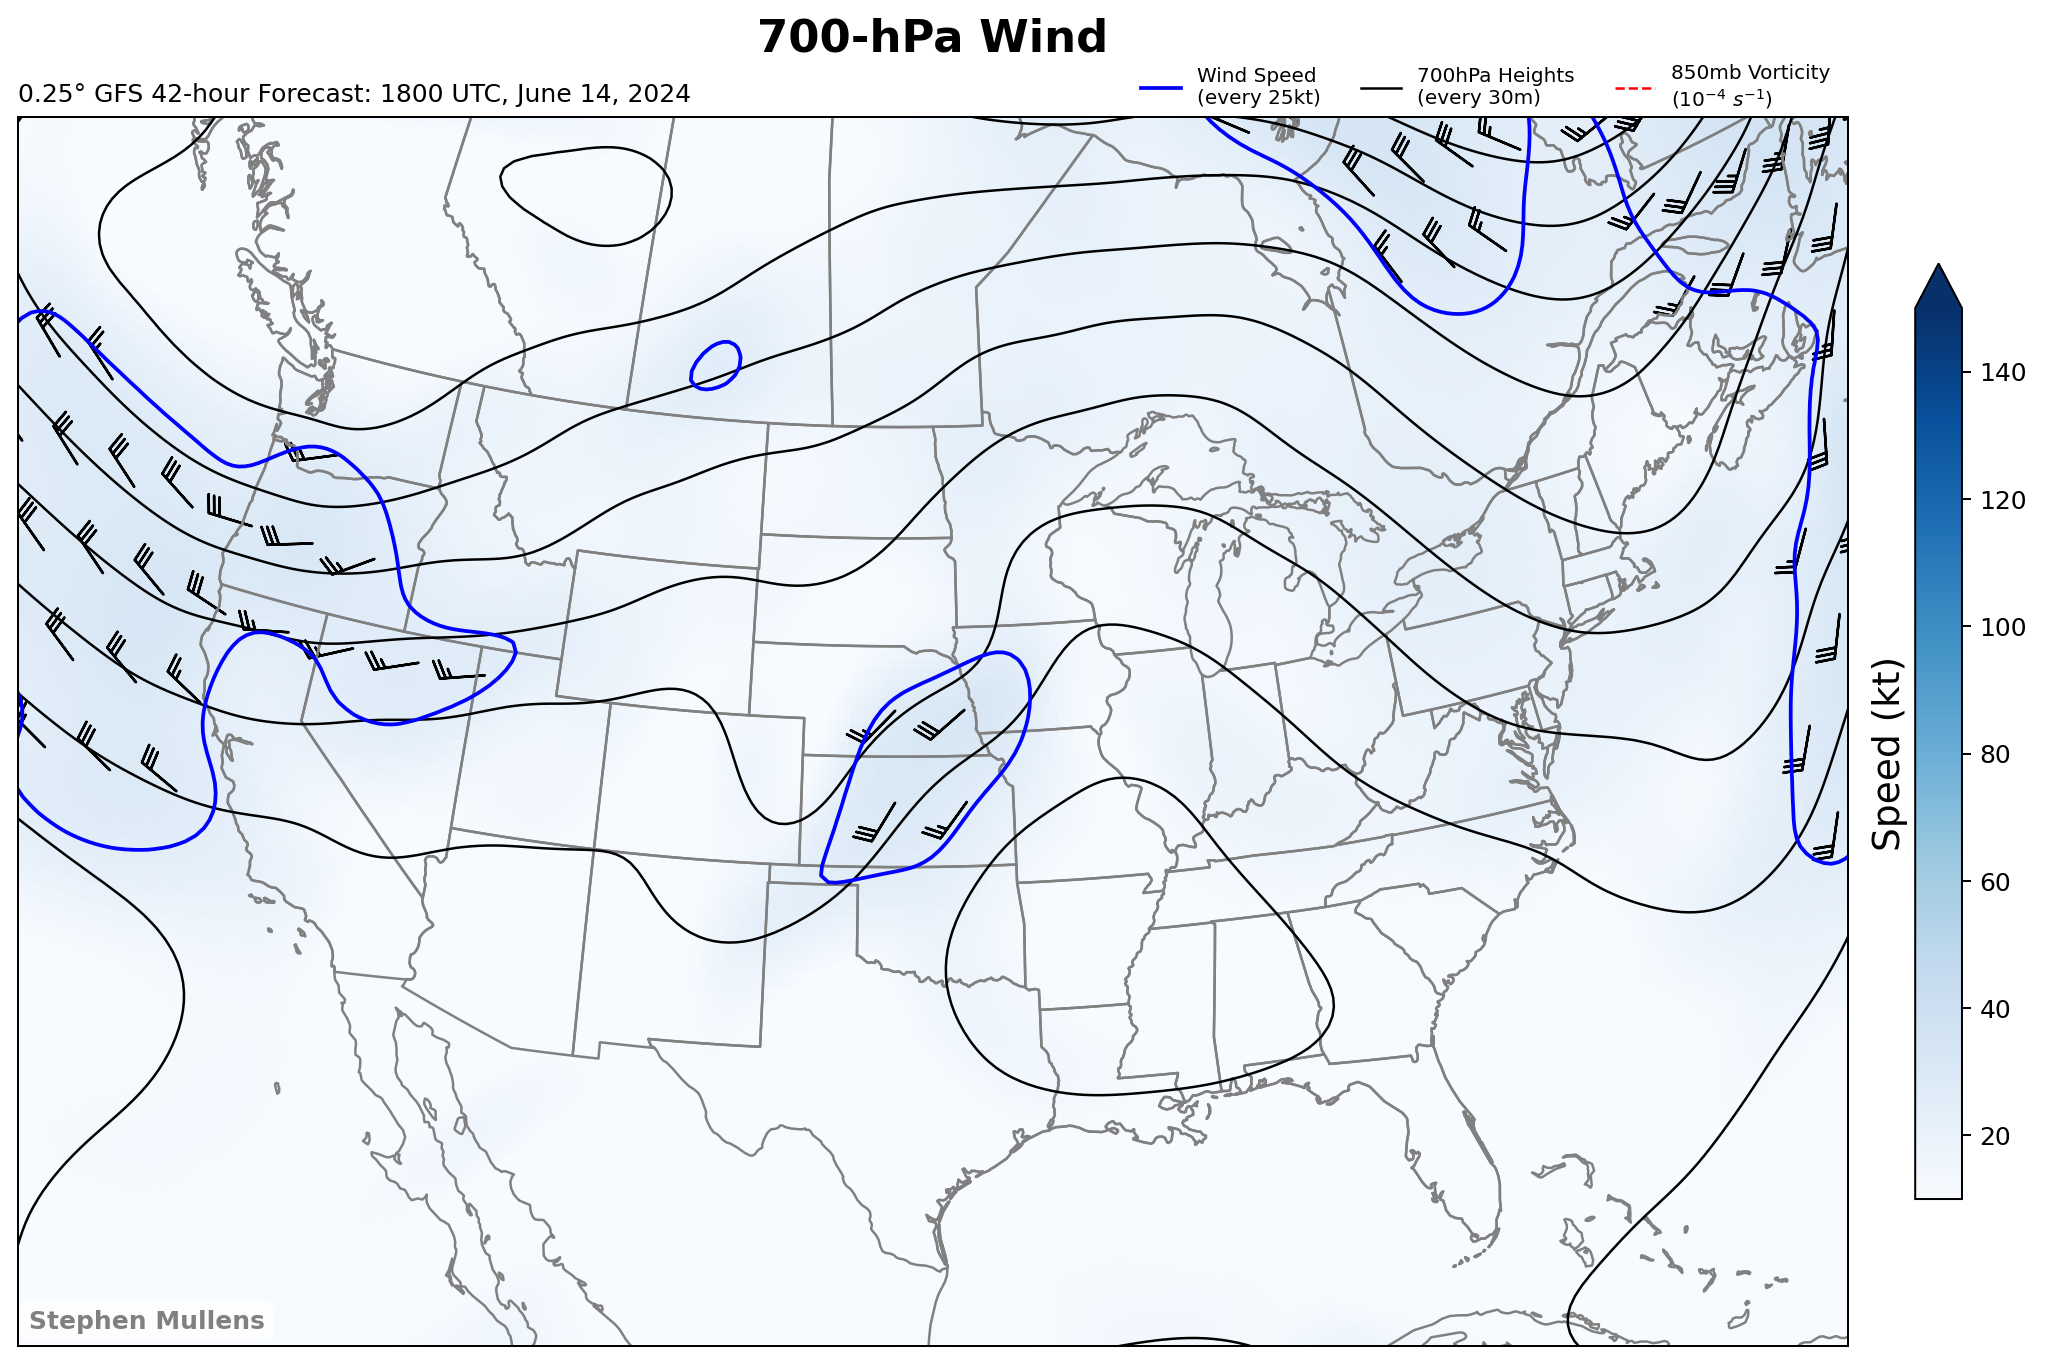 700-hPa Wind
0.25° GFS 42-hour Forecast: 1800 UTC, June 14, 2024
Wind Speed
(every 25kt)
700hPa Heights
(every 30m)
850mb Vorticity
(10⁻⁴ s⁻¹)
140
120
100
80
60
40
20
Speed (kt)
Stephen Mullens